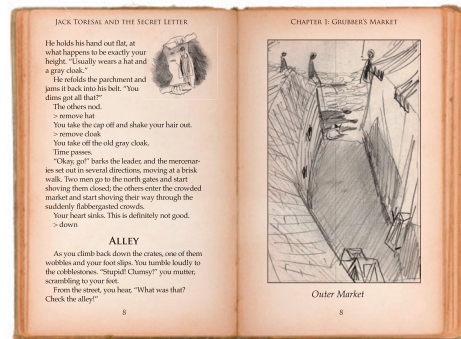 JACK TORESAL AND THE SECRET LETTER
He holds his hand out flat, at
what happens to be exactly your
height. "Usually wears a hat and
a gray cloak."
He refolds the parchment and
jams it back into his belt. "You
dims got all that?"
The others nod.
> remove hat
You take the cap off and shake your hair out.
> remove cloak
You take off the old gray cloak.
Time passes.
"Okay, go!" barks the leader, and the mercenar-
ies set out in several directions, moving at a brisk
walk. Two men go to the north gates and start
shoving them closed; the others enter the crowded
market and start shoving their way through the
suddenly flabbergasted crowds.
Your heart sinks. This is definitely not good.
> down
ALLEY
As you climb back down the crates, one of them
wobbles and your foot slips. You tumble loudly to
the cobblestones. "Stupid! Clumsy!" you mutter,
scrambling to your feet.
From the street, you hear, "What was that?
Check the alley!"
8
CHAPTER 1: GRUBBER'S MARKET
Outer Market
8